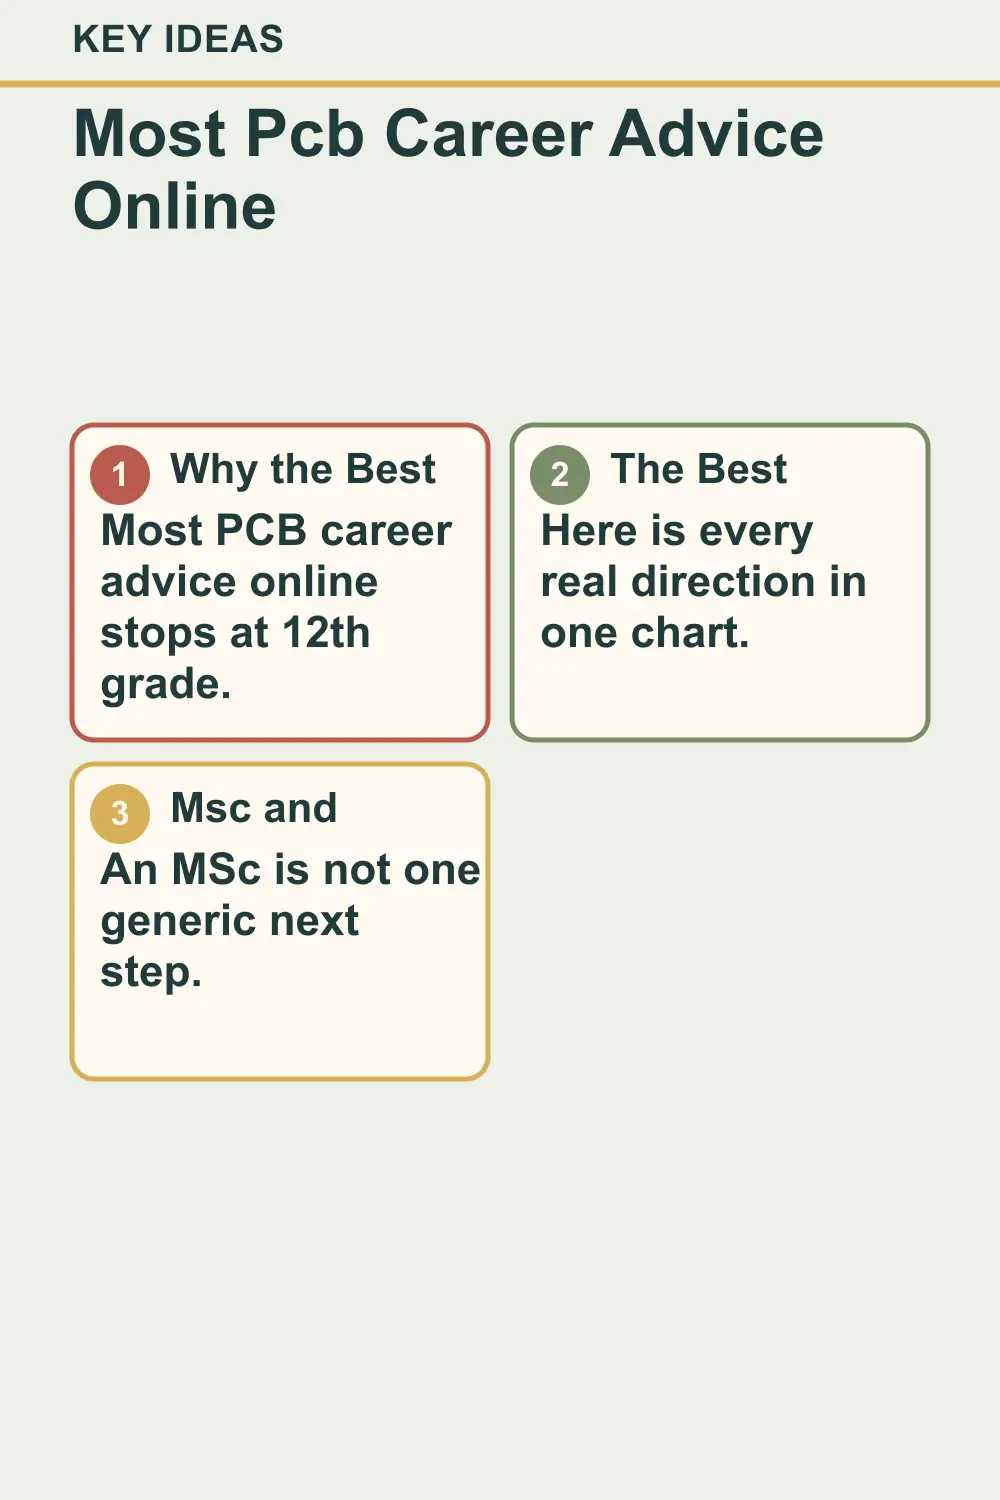 KEY IDEAS
Most Pcb Career Advice
Online
1 Why the Best
Most PCB career
advice online
stops at 12th
grade.
2 The Best
Here is every
real direction in
one chart.
3 Msc and
An MSc is not one
generic next
step.